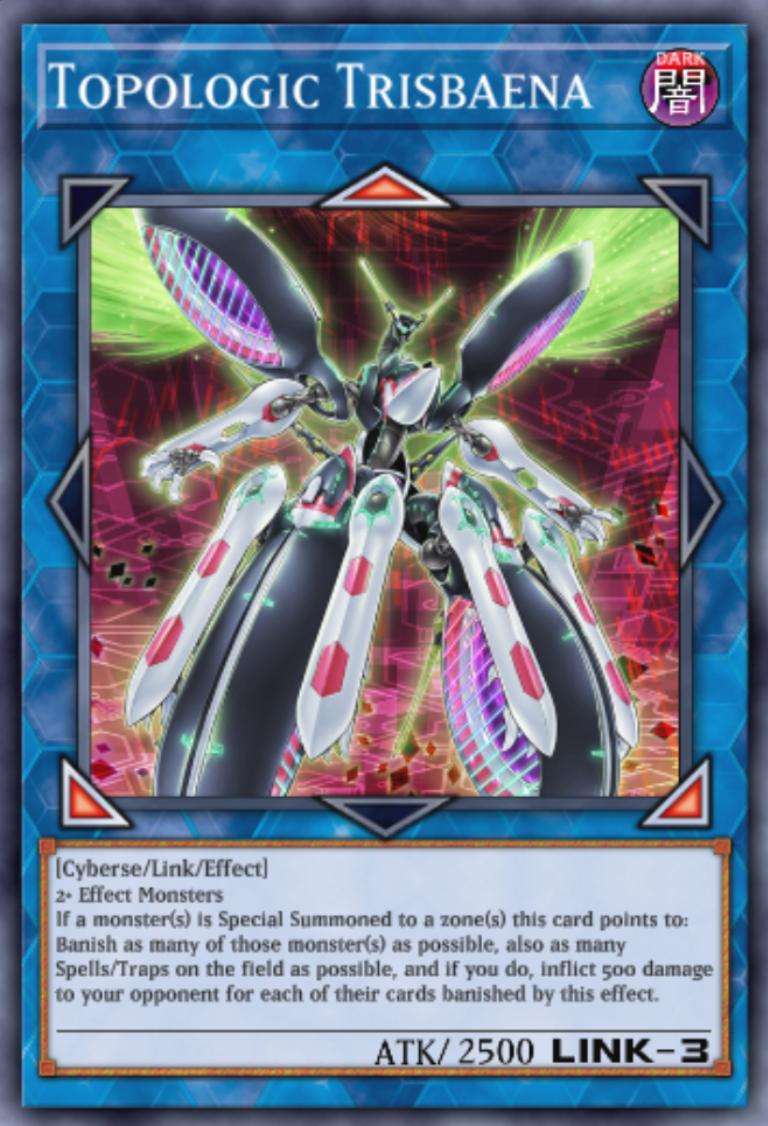 TOPOLOGIC TRISBAENA
DARK
闇
[Cyberse/Link/Effect]
2+ Effect Monsters
If a monster(s) is Special Summoned to a zone(s) this card points to:
Banish as many of those monster(s) as possible, also as many
Spells/Traps on the field as possible, and if you do, inflict 500 damage
to your opponent for each of their cards banished by this effect.
ATK/ 2500 LINK-3